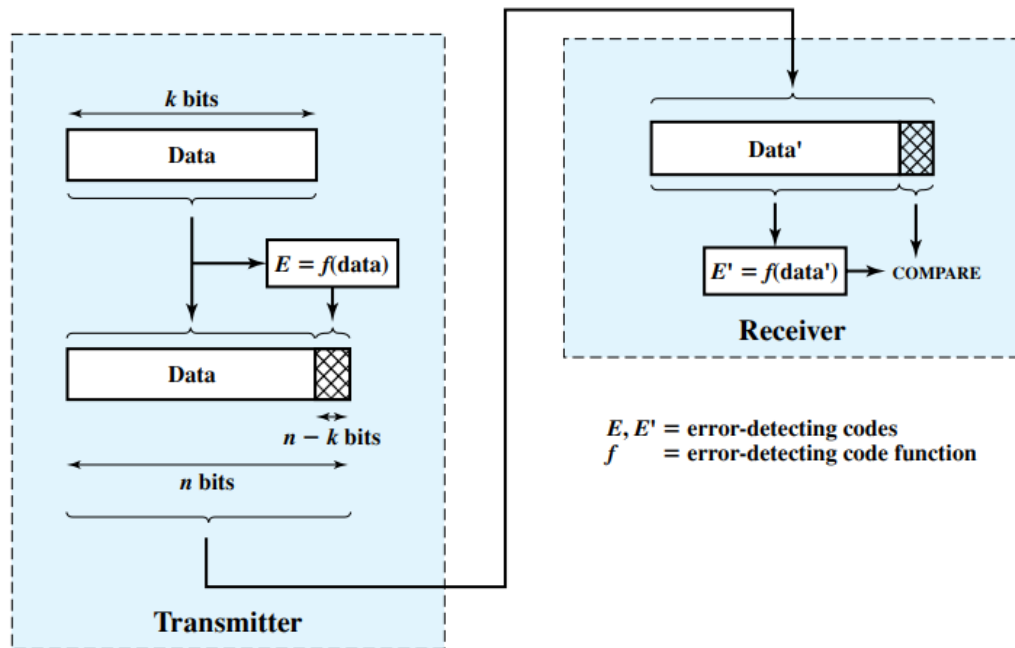 k bits
Data
E = f(data)
Data
n − k bits
n bits
Transmitter
Data'
E' = f(data')
COMPARE
Receiver
E, E' = error-detecting codes
f = error-detecting code function